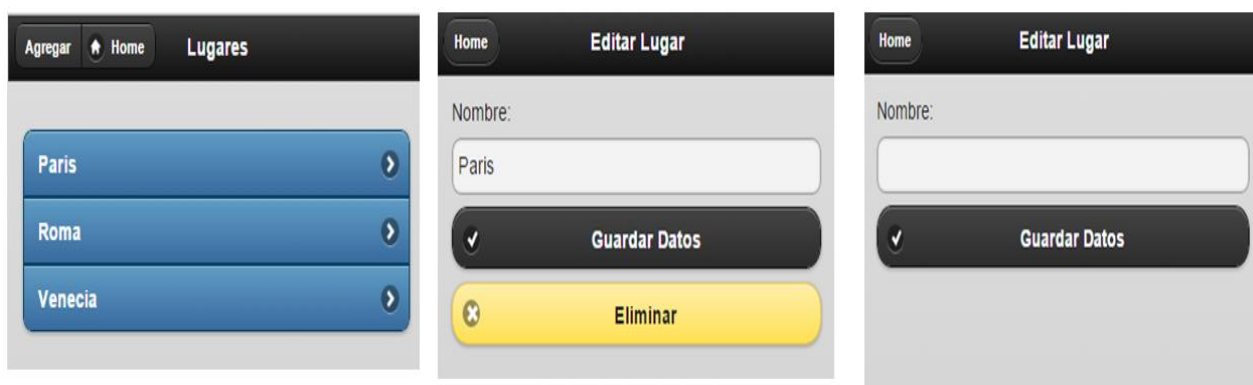 Agregar Home Lugares
Paris
Roma
Venecia
Home Editar Lugar
Nombre:
Paris
Guardar Datos
Eliminar
Home Editar Lugar
Nombre:
Guardar Datos